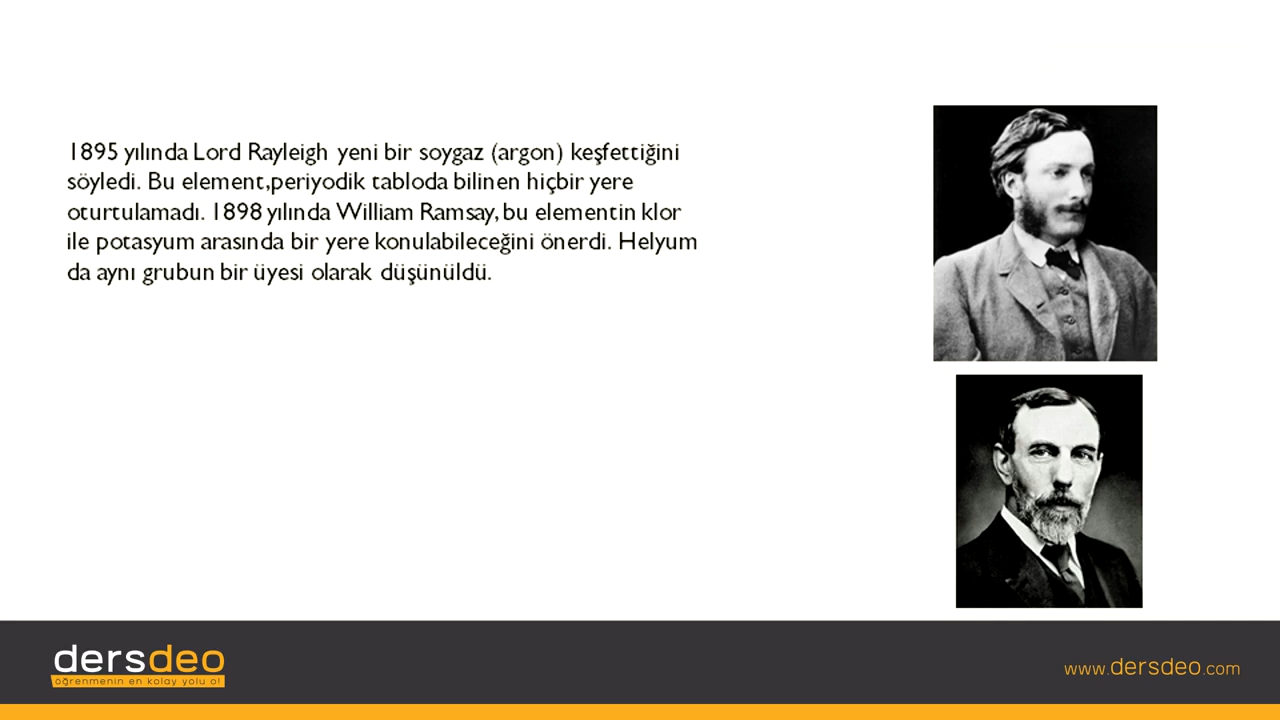 1895 yılında Lord Rayleigh yeni bir soygaz (argon) keşfettiğini
söyledi. Bu element,periyodik tabloda bilinen hiçbir yere
oturtulamadı. 1898 yılında William Ramsay, bu elementin klor
ile potasyum arasında bir yere konulabileceğini önerdi. Helyum
da aynı grubun bir üyesi olarak düşünüldü.
dersdeo
öğrenmenin en kolay yolu o!
www.dersdeo.com